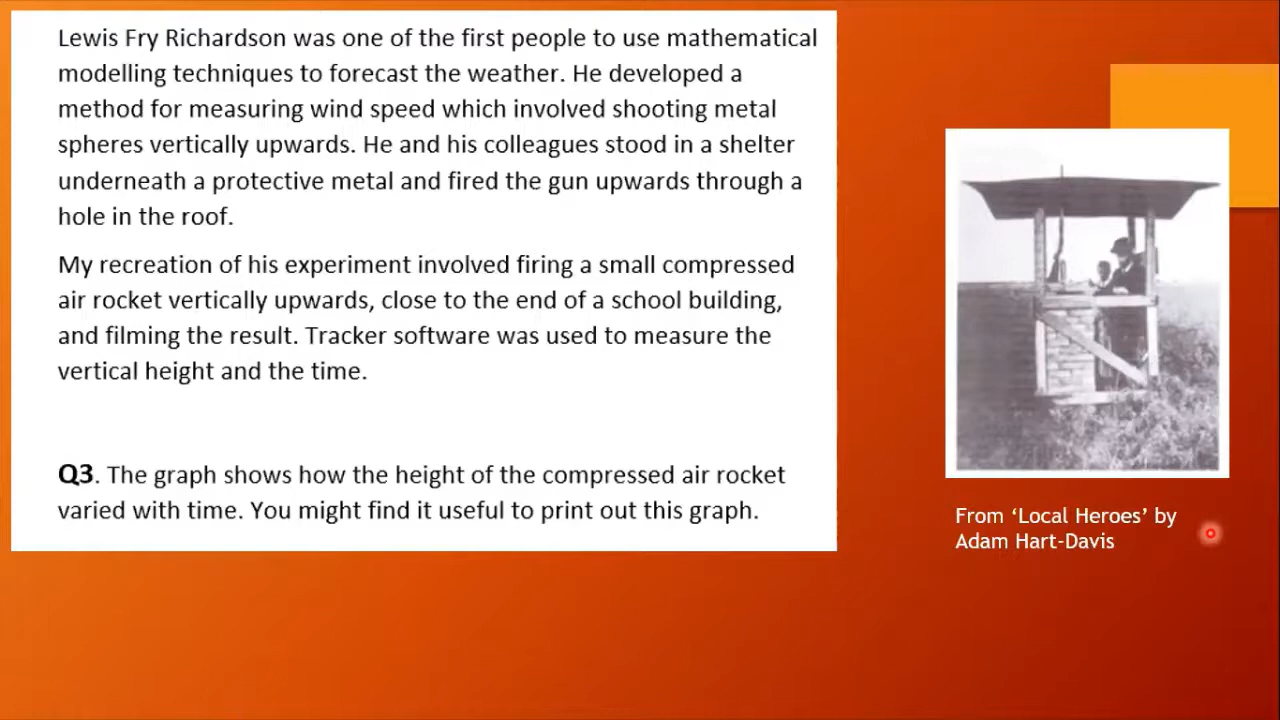 Lewis Fry Richardson was one of the first people to use mathematical
modelling techniques to forecast the weather. He developed a
method for measuring wind speed which involved shooting metal
spheres vertically upwards. He and his colleagues stood in a shelter
underneath a protective metal and fired the gun upwards through a
hole in the roof.
My recreation of his experiment involved firing a small compressed
air rocket vertically upwards, close to the end of a school building,
and filming the result. Tracker software was used to measure the
vertical height and the time.
Q3. The graph shows how the height of the compressed air rocket
varied with time. You might find it useful to print out this graph.
From ‘Local Heroes’ by
Adam Hart-Davis